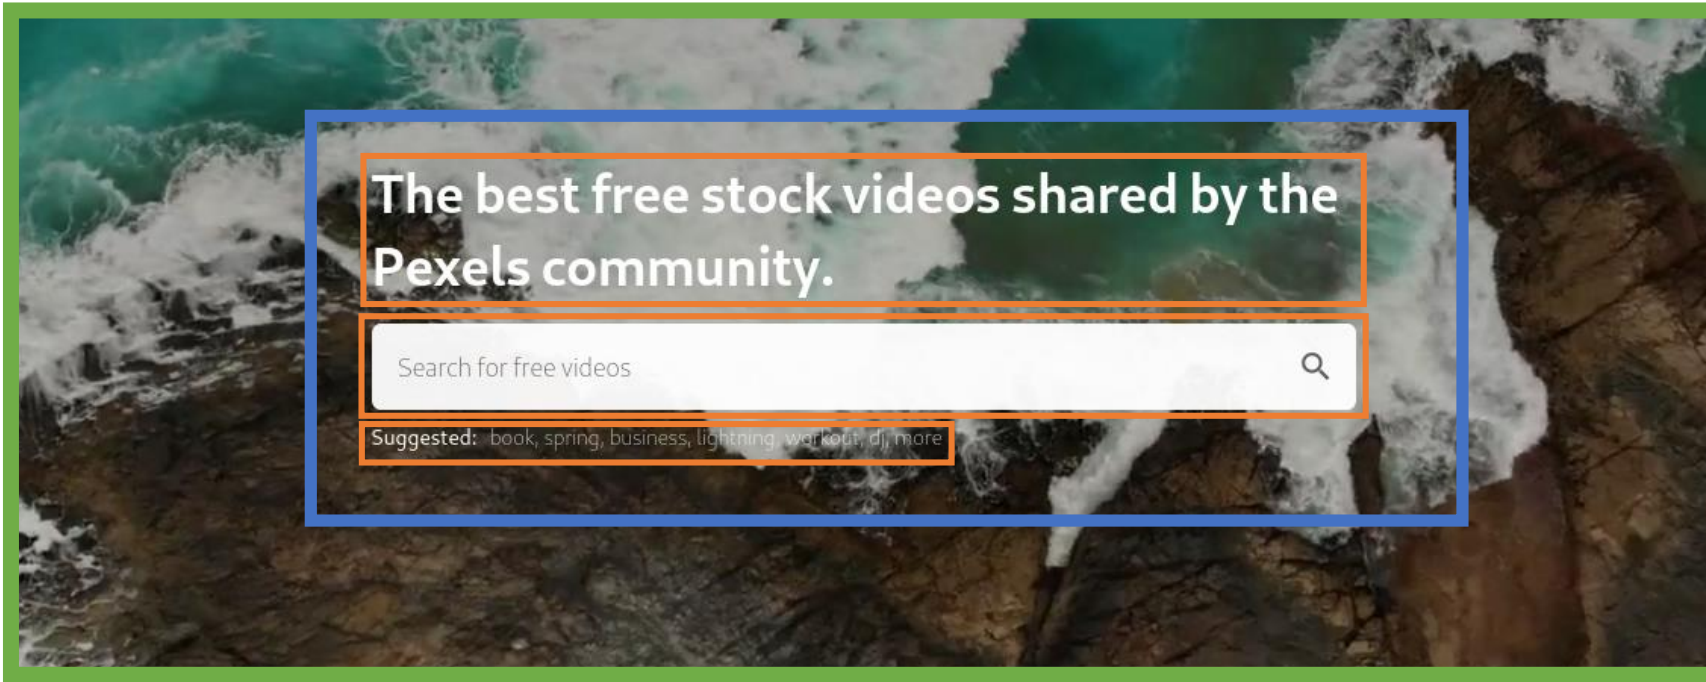 The best free stock videos shared by the
Pexels community.
Search for free videos
Suggested: book, spring, business, lightning, workout, dj, more